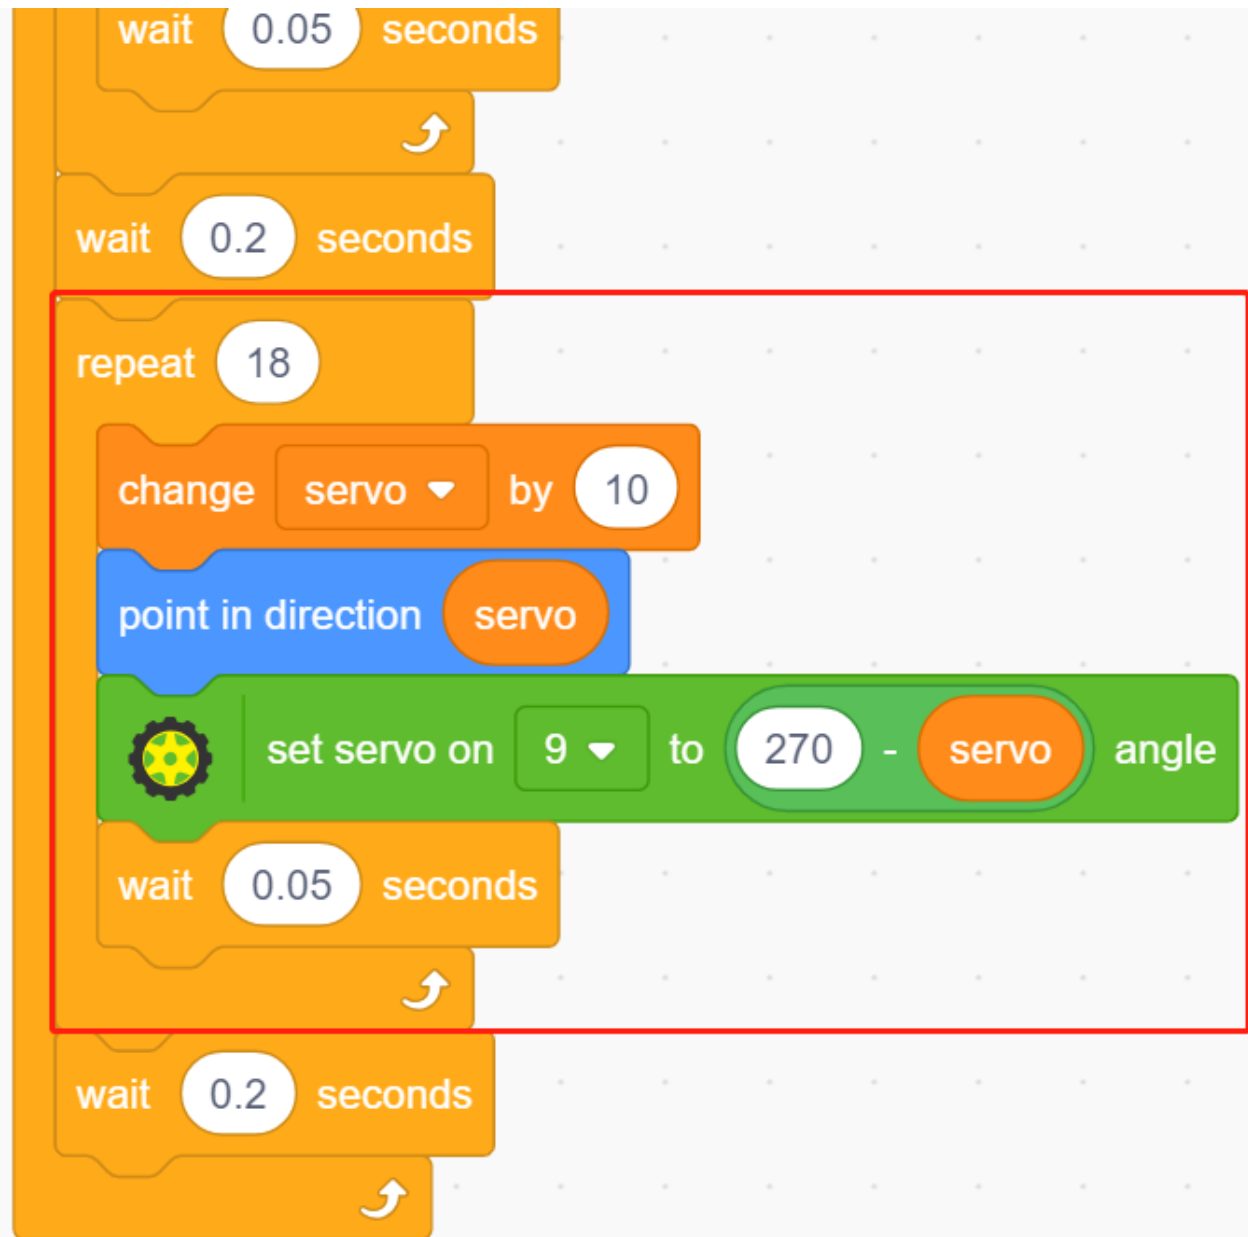 wait 0.05 seconds
wait 0.2 seconds
repeat 18
change servo by 10
point in direction servo
set servo on 9 to 270 - servo angle
wait 0.05 seconds
wait 0.2 seconds